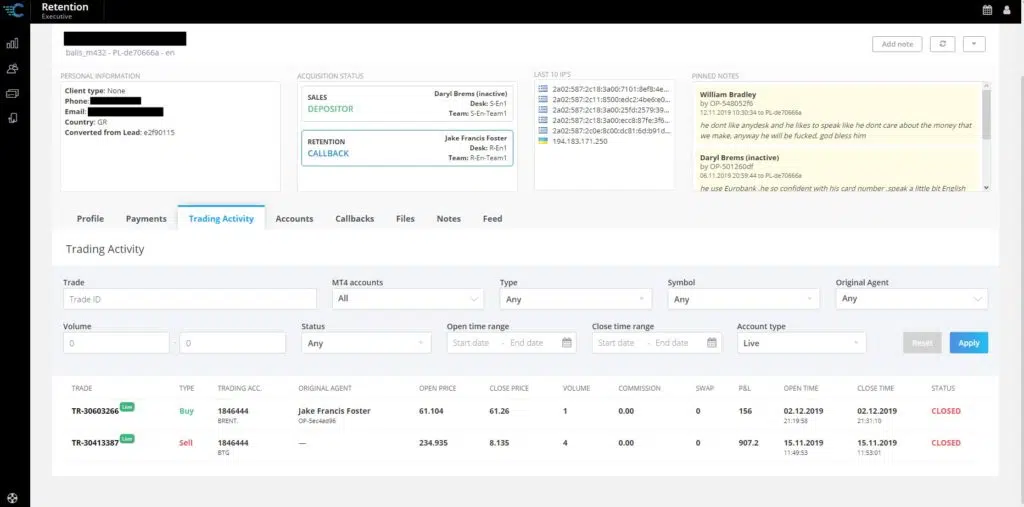 Retention
Executive
balis_m432 - PL-de70666a - en
Add note
PERSONAL INFORMATION
Client type: None
Phone:
Email:
Country: GR
Converted from Lead: e2f90115
ACQUISITION STATUS
SALES
DEPOSITOR
Daryl Brems (inactive)
Desk: S-En1
Team: S-En-Team1
RETENTION
CALLBACK
Jake Francis Foster
Desk: R-En1
Team: R-En-Team1
LAST 10 IP'S
2a02:587:2c18:3a00:7101:8ef8:4e...
2a02:587:2c11:8500:edc2:4be6:e0...
2a02:587:2c18:3a00:25fd:2579:39...
2a02:587:2c18:3a00:ecc8:87fe:3f6...
2a02:587:2c0e:8c00:dc81:6d:b91d...
194.183.171.250
PINNED NOTES
William Bradley
by OP-548052f6
12.11.2019 10:30:34 to PL-de70666a
he dont like anydesk and he likes to speak like he dont care about the money that
we make, anyway he will be fucked. god bless him
Daryl Brems (inactive)
by OP-501260df
06.11.2019 20:59:44 to PL-de70666a
he use Eurobank .he so confident with his card number .speak a little bit English
Profile Payments Trading Activity Accounts Callbacks Files Notes Feed
Trading Activity
Trade MT4 accounts Type Symbol Original Agent
Trade ID All Any Any Any
Volume Status Open time range Close time range Account type
0 - 0 Any Start date - End date Start date - End date Live Reset Apply
TRADE TYPE TRADING ACC. ORIGINAL AGENT OPEN PRICE CLOSE PRICE VOLUME COMMISSION SWAP P&L OPEN TIME CLOSE TIME STATUS
TR-30603266 Live Buy 1846444 Jake Francis Foster 61.104 61.26 1 0.00 0 156 02.12.2019 02.12.2019 CLOSED
BRENT. OP-5ec4ed96 21:19:58 21:31:10
TR-30413387 Live Sell 1846444 — 234.935 8.135 4 0.00 0 907.2 15.11.2019 15.11.2019 CLOSED
BTG 11:49:53 11:53:01